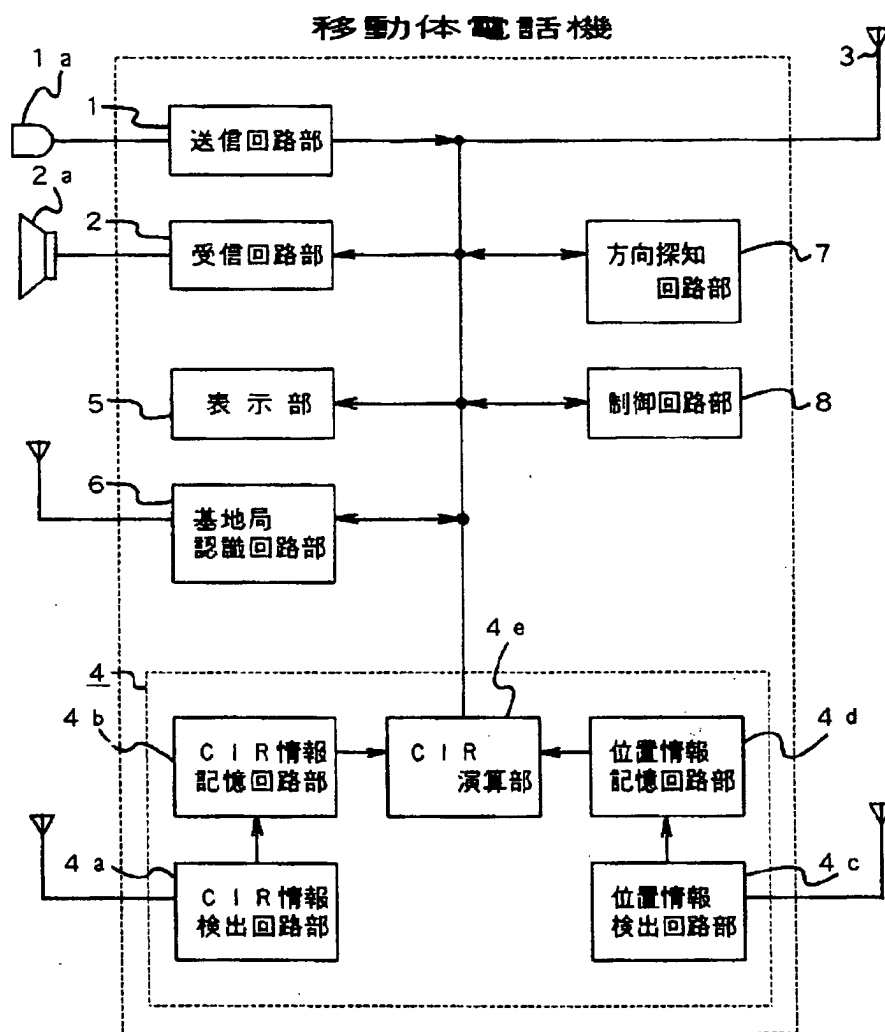 移動体電話機
1a
1
送信回路部
3
2a
2
受信回路部
方向探知
回路部
7
5
表示部
制御回路部
8
6
基地局
認識回路部
4
4e
4b
CIR情報
記憶回路部
CIR
演算部
位置情報
記憶回路部
4d
4a
CIR情報
検出回路部
位置情報
検出回路部
4c